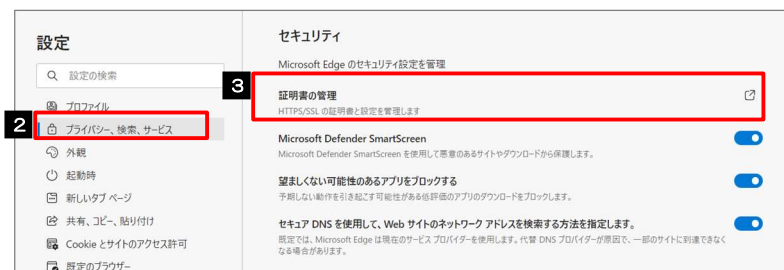 設定
設定の検索
プロファイル
2
プライバシー、検索、サービス
外観
起動時
新しいタブ ページ
共有、コピー、貼り付け
Cookie とサイトのアクセス許可
既定のブラウザー
セキュリティ
Microsoft Edge のセキュリティ設定を管理
3
証明書の管理
HTTPS/SSL の証明書と設定を管理します
Microsoft Defender SmartScreen
Microsoft Defender SmartScreen を使用して悪意のあるサイトやダウンロードから保護します。
望ましくない可能性のあるアプリをブロックする
予期しない動作を引き起こす可能性がある低評価のアプリのダウンロードをブロックします。
セキュア DNS を使用して、Web サイトのネットワーク アドレスを検索する方法を指定します。
既定では、Microsoft Edge は現在のサービス プロバイダーを使用します。代替 DNS プロバイダーが原因で、一部のサイトに到達できなく
なる場合があります。